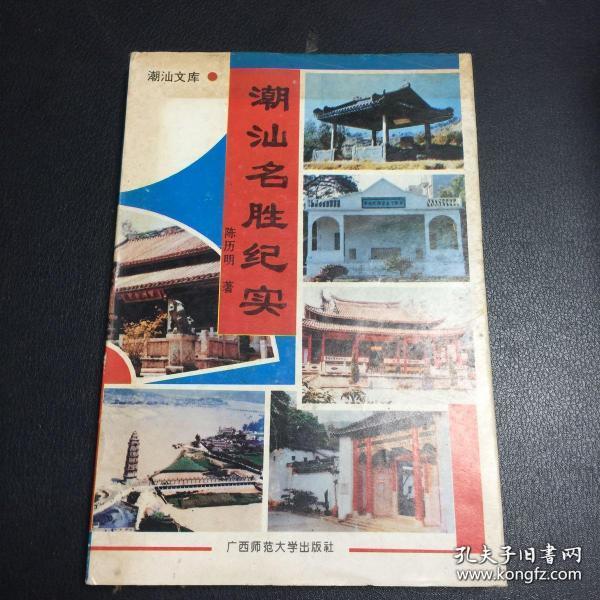 潮汕文库
潮汕名胜纪实
陈历明 著
广西师范大学出版社
孔夫子旧书网
www.kongfz.com